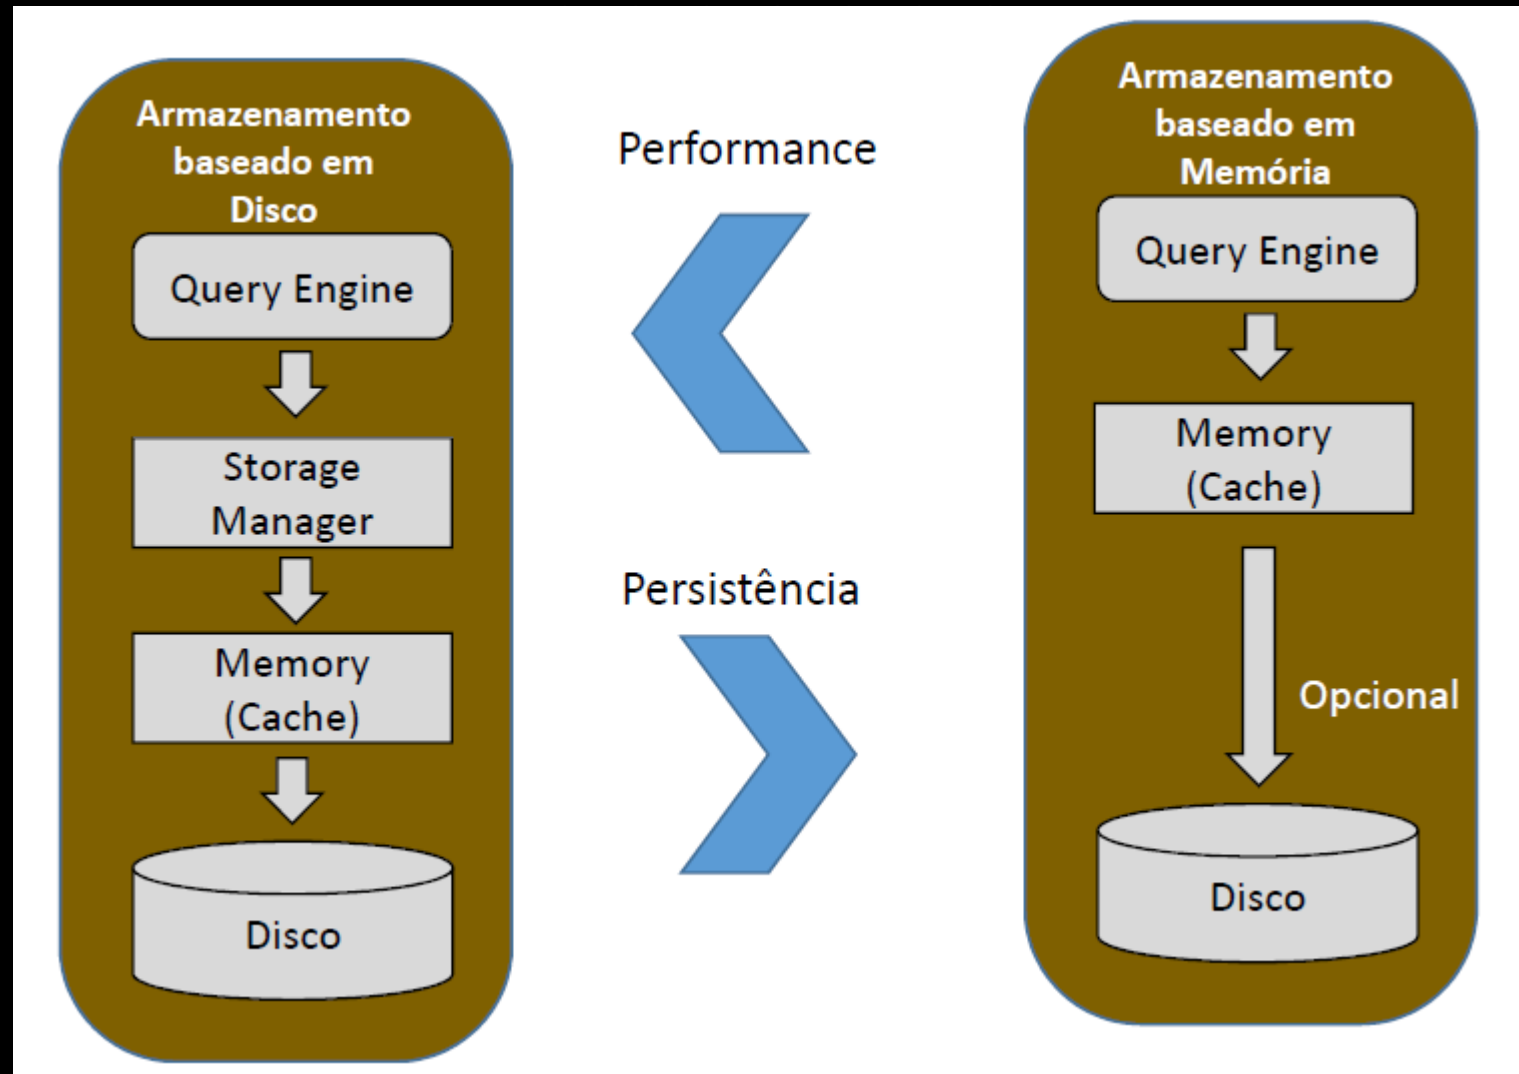 Armazenamento
baseado em
Disco
Query Engine
Storage
Manager
Memory
(Cache)
Disco
Performance
Persistência
Armazenamento
baseado em
Memória
Query Engine
Memory
(Cache)
Opcional
Disco